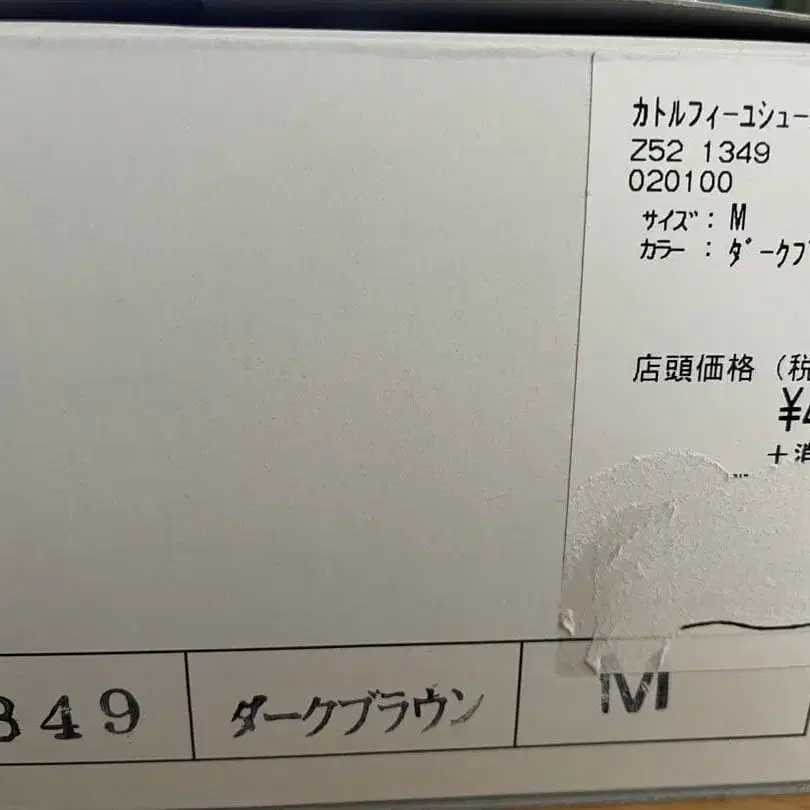 カトルフィーユシュー
Z52 1349
020100
サイズ：M
カラー：ダークブ
店頭価格（税
¥4
＋消
349
ダークブラウン
M